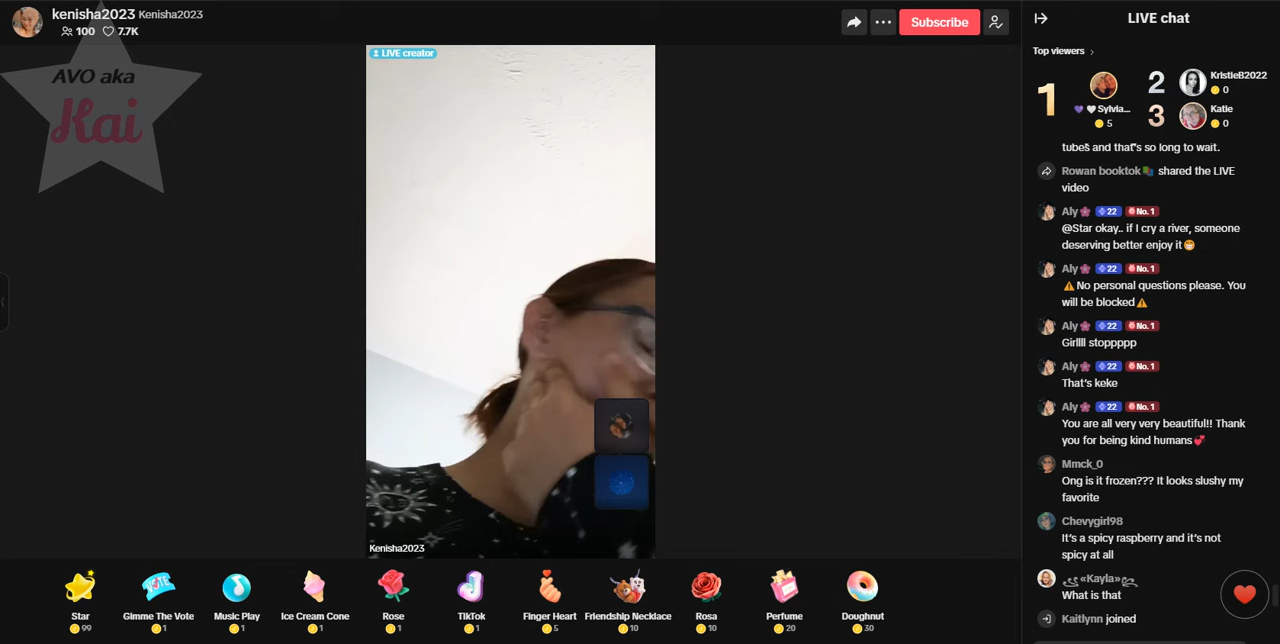 kenisha2023 Kenisha2023
100 7.7K
Subscribe
AVO aka
Kai
LIVE creator
Kenisha2023
Star
99
Gimme The Vote
1
Music Play
1
Ice Cream Cone
1
Rose
1
TikTok
1
Finger Heart
5
Friendship Necklace
10
Rosa
10
Perfume
20
Doughnut
30
LIVE chat
Top viewers
1
💜🤍Sylvia...
5
2
KristieB2022
0
3
Katie
0
tubes and that's so long to wait.
Rowan booktok shared the LIVE
video
Aly🌸 22 No. 1
@Star okay.. if I cry a river, someone
deserving better enjoy it😁
Aly🌸 22 No. 1
⚠️No personal questions please. You
will be blocked⚠️
Aly🌸 22 No. 1
Girllll stoppppp
Aly🌸 22 No. 1
That's keke
Aly🌸 22 No. 1
You are all very very beautiful!! Thank
you for being kind humans💕
Mmck_0
Ong is it frozen??? It looks slushy my
favorite
Chevygirl98
It's a spicy raspberry and it's not
spicy at all
«Kayla»
What is that
Kaitlynn joined